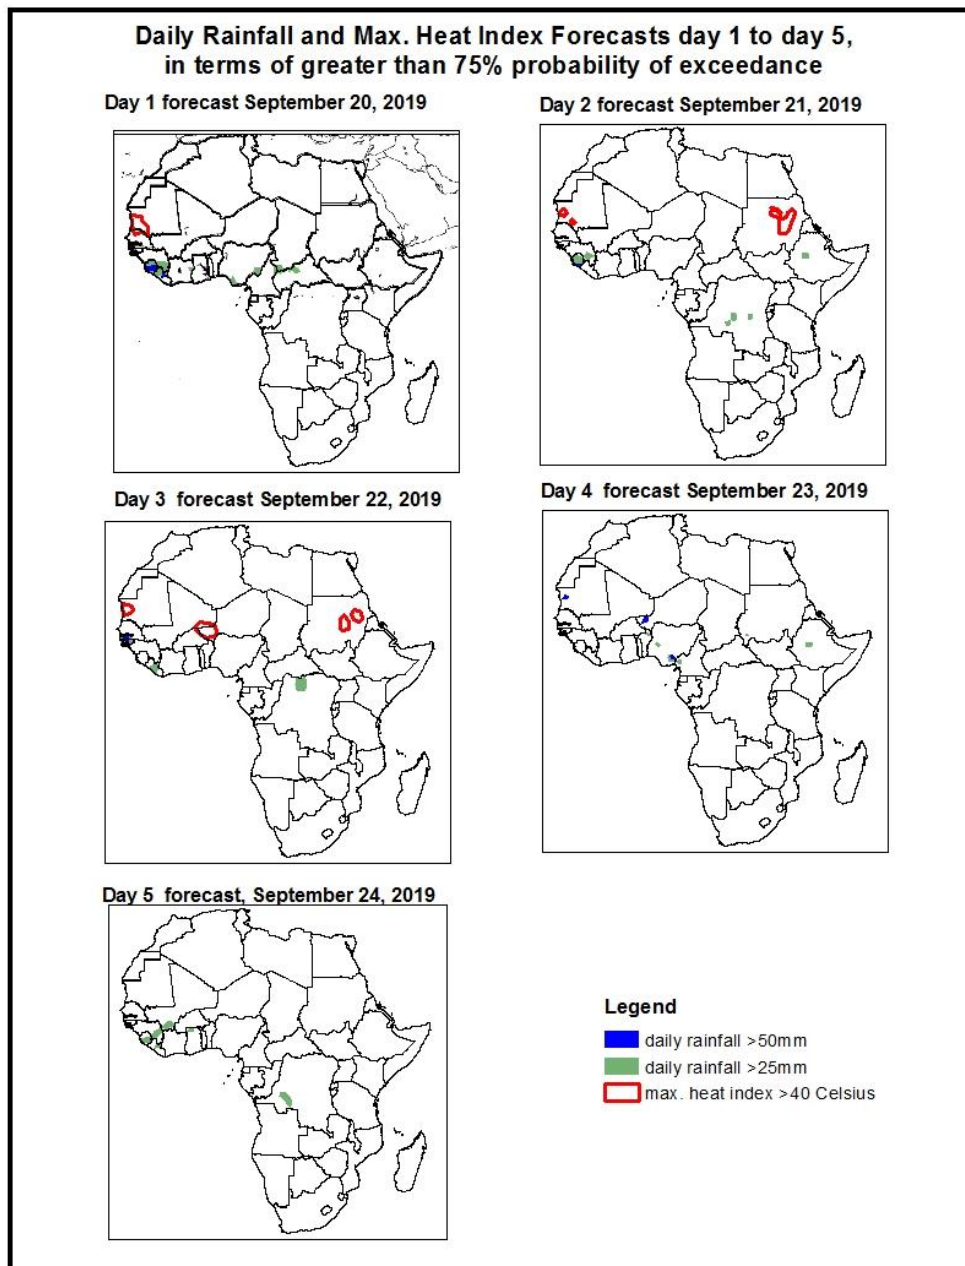 Daily Rainfall and Max. Heat Index Forecasts day 1 to day 5,
in terms of greater than 75% probability of exceedance
Day 1 forecast September 20, 2019
Day 2 forecast September 21, 2019
Day 3  forecast September 22, 2019
Day 4  forecast September 23, 2019
Day 5  forecast, September 24, 2019
Legend
daily rainfall >50mm
daily rainfall >25mm
max. heat index >40 Celsius